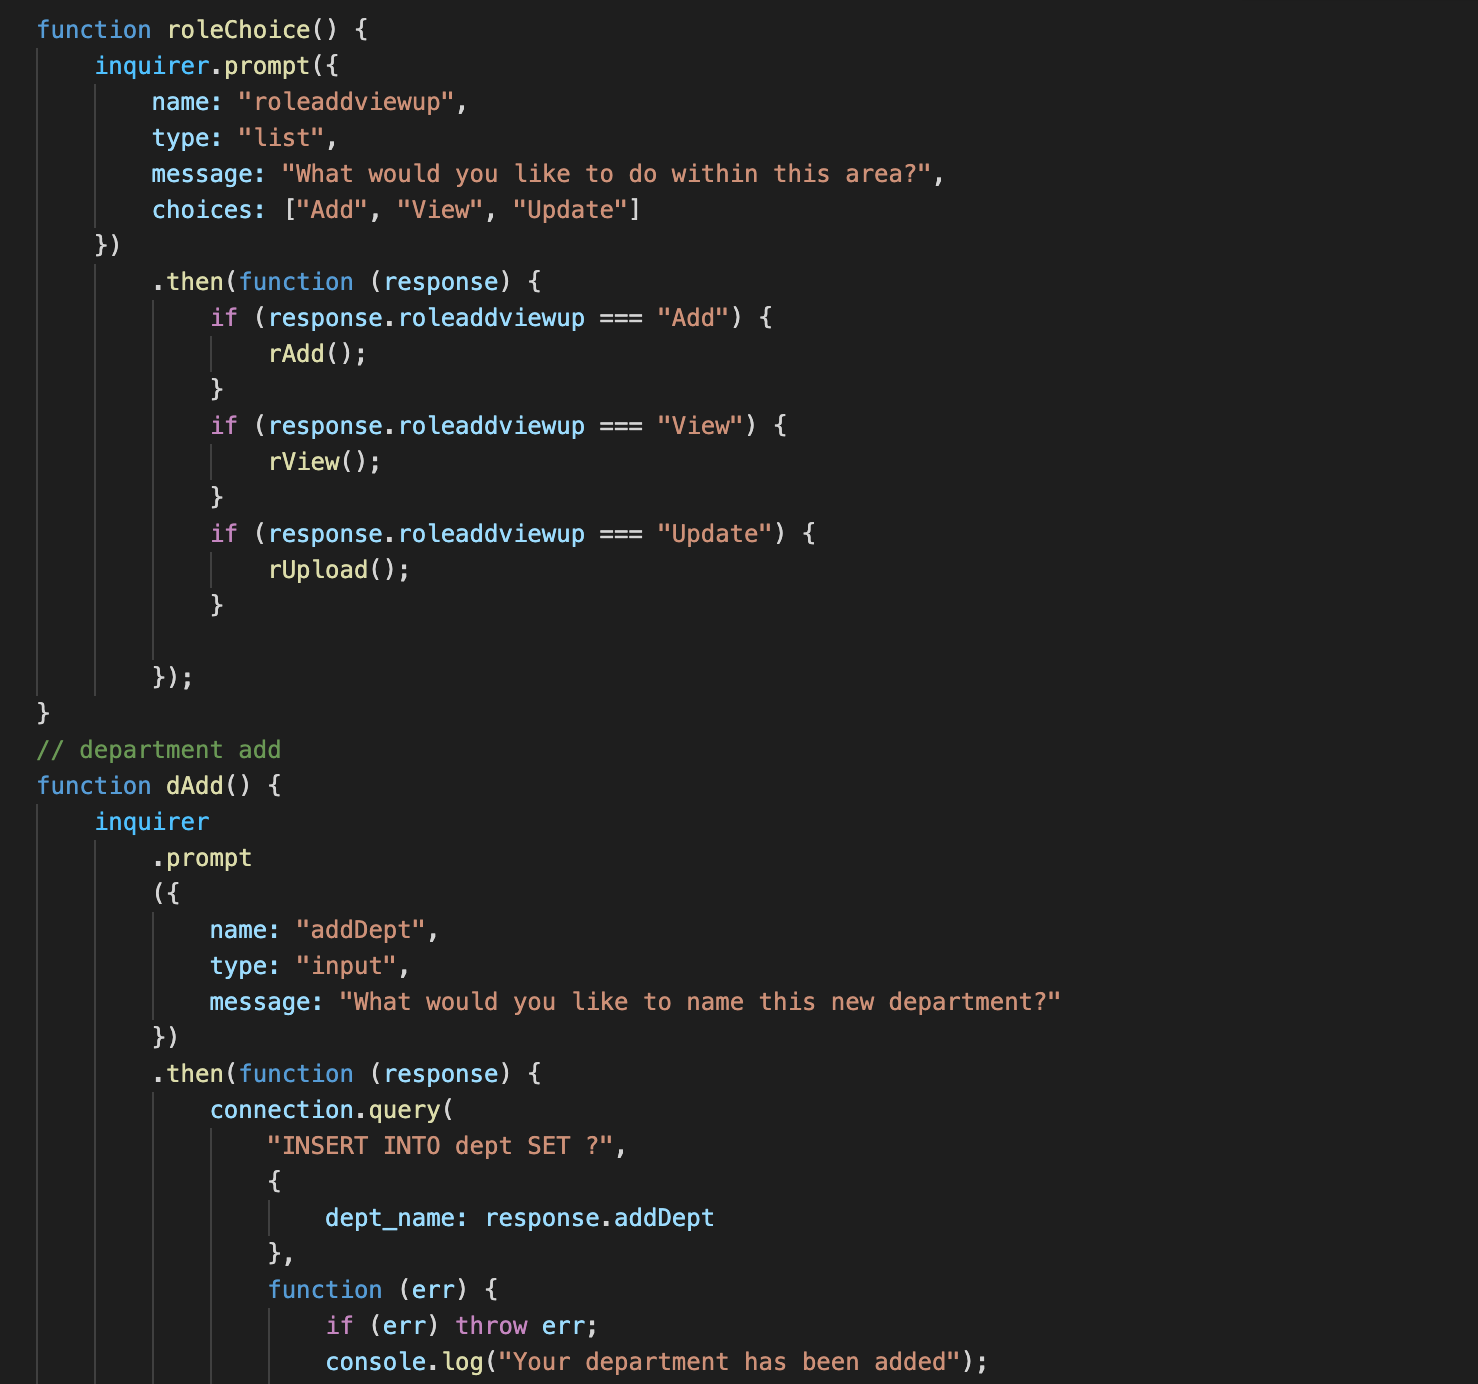 function roleChoice() {
    inquirer.prompt({
        name: "roleaddviewup",
        type: "list",
        message: "What would you like to do within this area?",
        choices: ["Add", "View", "Update"]
    })
        .then(function (response) {
            if (response.roleaddviewup === "Add") {
                rAdd();
            }
            if (response.roleaddviewup === "View") {
                rView();
            }
            if (response.roleaddviewup === "Update") {
                rUpload();
            }

        });
}
// department add
function dAdd() {
    inquirer
        .prompt
        ({
            name: "addDept",
            type: "input",
            message: "What would you like to name this new department?"
        })
        .then(function (response) {
            connection.query(
                "INSERT INTO dept SET ?",
                {
                    dept_name: response.addDept
                },
                function (err) {
                    if (err) throw err;
                    console.log("Your department has been added");